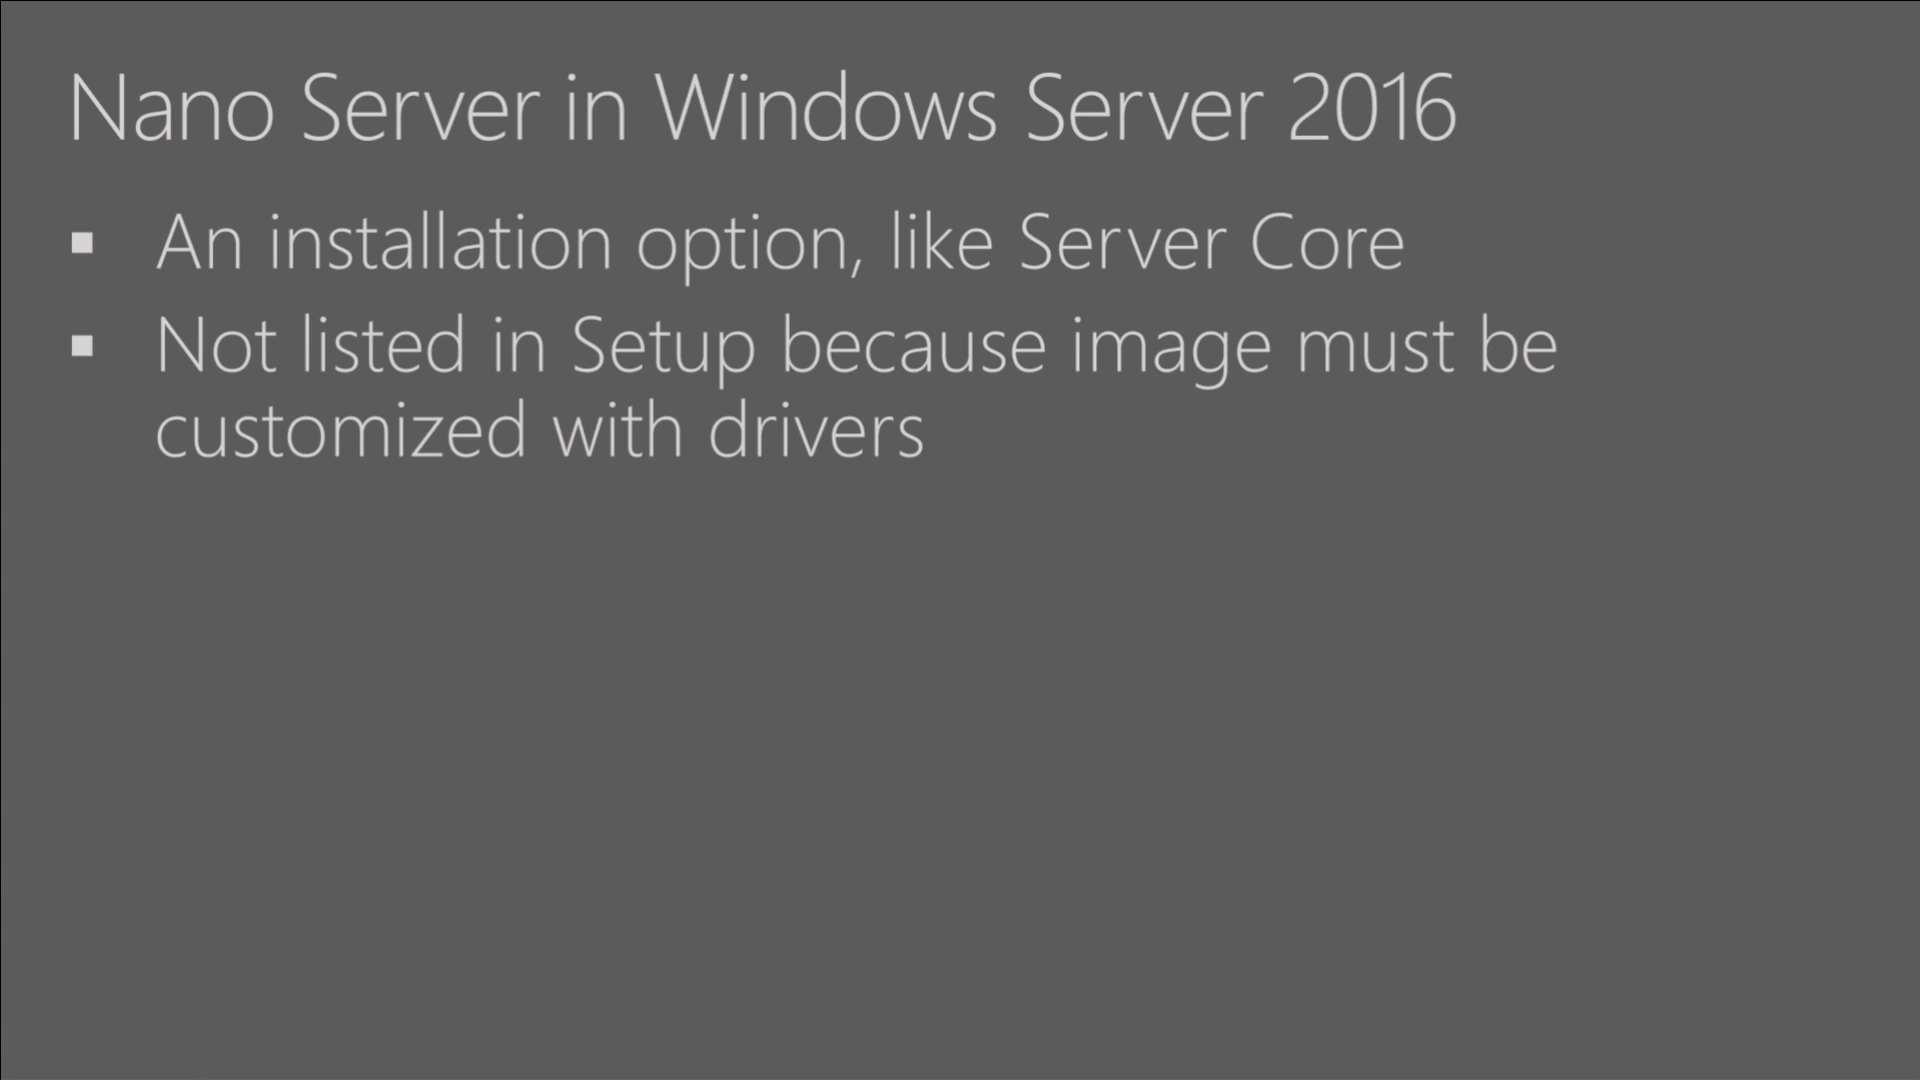 Nano Server in Windows Server 2016
▪ An installation option, like Server Core
▪ Not listed in Setup because image must be
customized with drivers